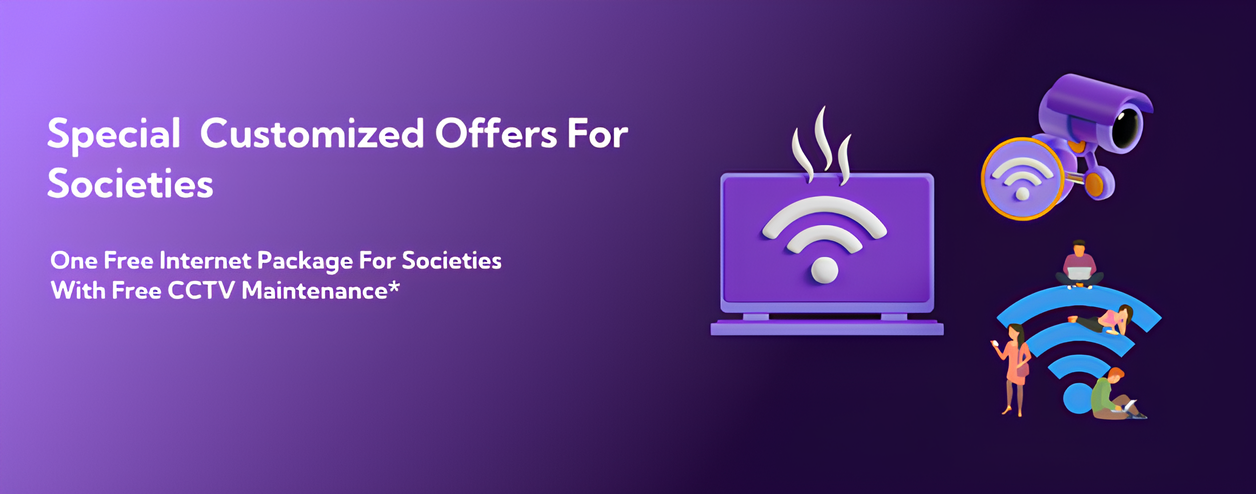 Special  Customized Offers For
Societies
One Free Internet Package For Societies
With Free CCTV Maintenance*